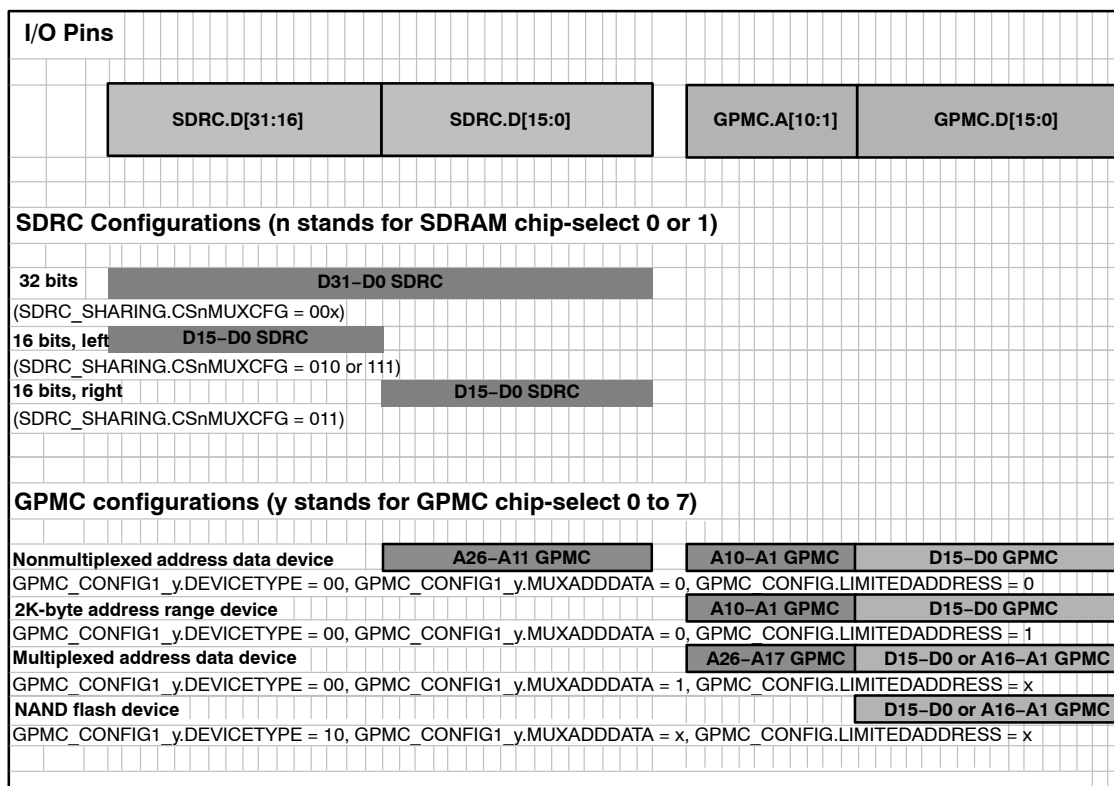 I/O Pins
SDRC.D[31:16] SDRC.D[15:0] GPMC.A[10:1] GPMC.D[15:0]
SDRC Configurations (n stands for SDRAM chip-select 0 or 1)
32 bits D31–D0 SDRC
(SDRC_SHARING.CSnMUXCFG = 00x)
16 bits, left D15–D0 SDRC
(SDRC_SHARING.CSnMUXCFG = 010 or 111)
16 bits, right D15–D0 SDRC
(SDRC_SHARING.CSnMUXCFG = 011)
GPMC configurations (y stands for GPMC chip-select 0 to 7)
Nonmultiplexed address data device A26–A11 GPMC A10–A1 GPMC D15–D0 GPMC
GPMC_CONFIG1_y.DEVICETYPE = 00, GPMC_CONFIG1_y.MUXADDDATA = 0, GPMC_CONFIG.LIMITEDADDRESS = 0
2K-byte address range device A10–A1 GPMC D15–D0 GPMC
GPMC_CONFIG1_y.DEVICETYPE = 00, GPMC_CONFIG1_y.MUXADDDATA = 0, GPMC_CONFIG.LIMITEDADDRESS = 1
Multiplexed address data device A26–A17 GPMC D15–D0 or A16–A1 GPMC
GPMC_CONFIG1_y.DEVICETYPE = 00, GPMC_CONFIG1_y.MUXADDDATA = 1, GPMC_CONFIG.LIMITEDADDRESS = x
NAND flash device D15–D0 or A16–A1 GPMC
GPMC_CONFIG1_y.DEVICETYPE = 10, GPMC_CONFIG1_y.MUXADDDATA = x, GPMC_CONFIG.LIMITEDADDRESS = x